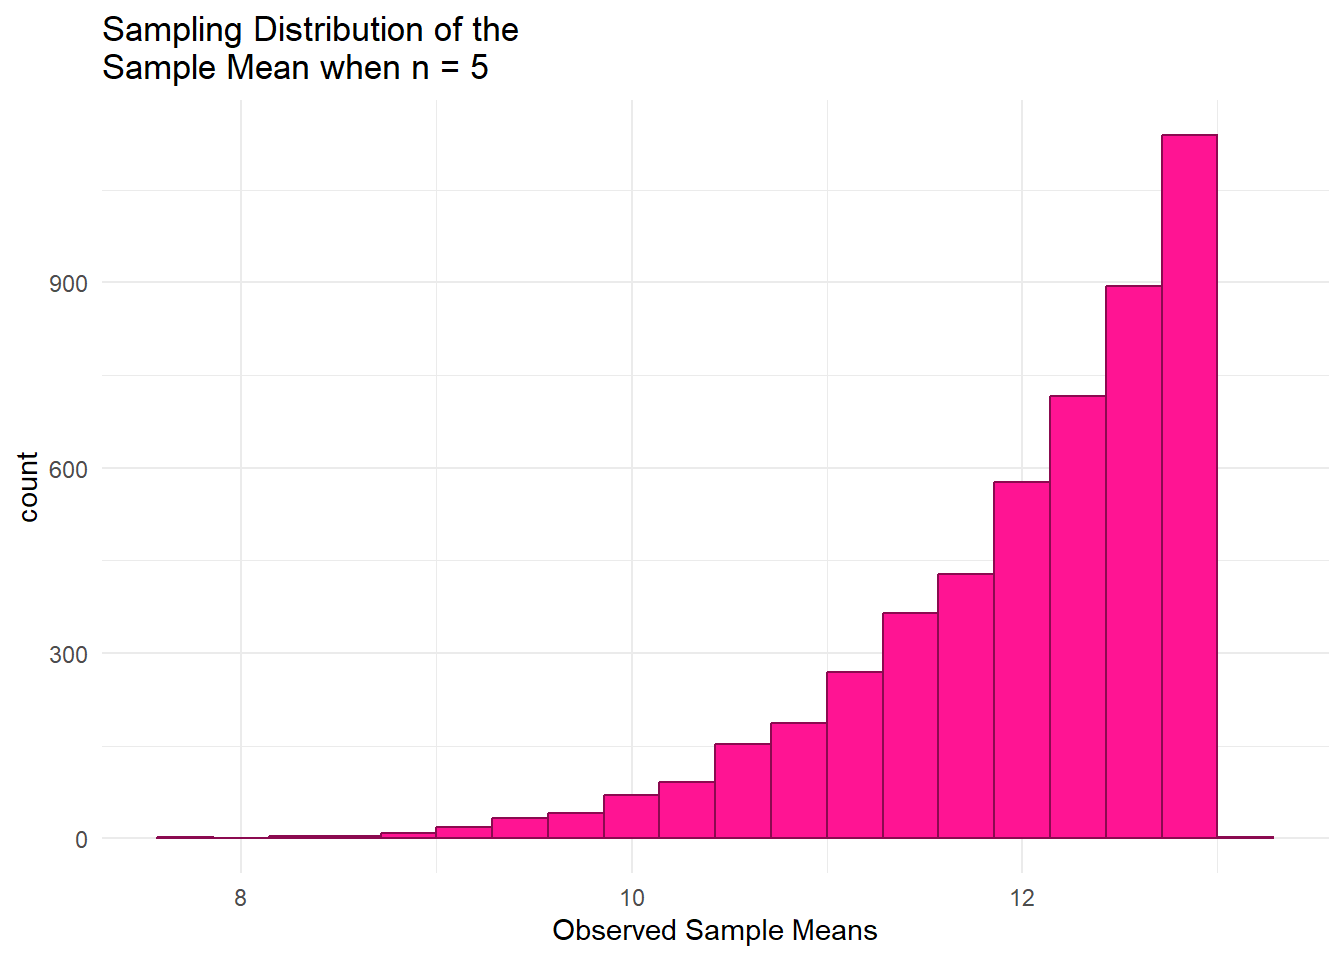 Sampling Distribution of the
Sample Mean when n = 5
count
900
600
300
0
8
10
12
Observed Sample Means